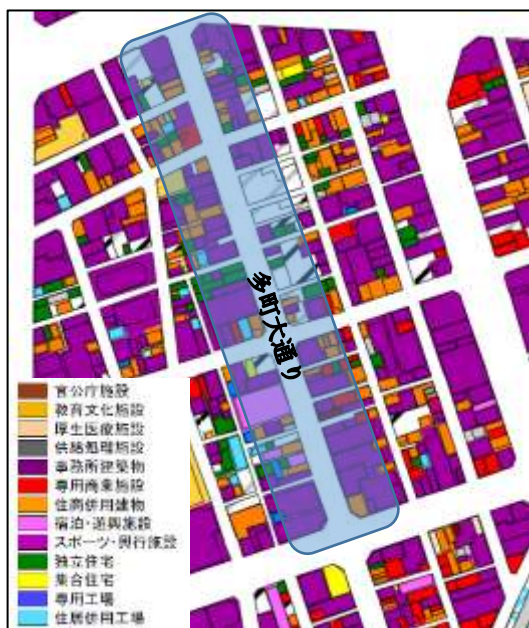 多町大通り
官公庁施設
教育文化施設
厚生医療施設
供給処理施設
事務所建築物
専用商業施設
住商併用建物
宿泊・遊興施設
スポーツ・興行施設
独立住宅
集合住宅
専用工場
住居併用工場